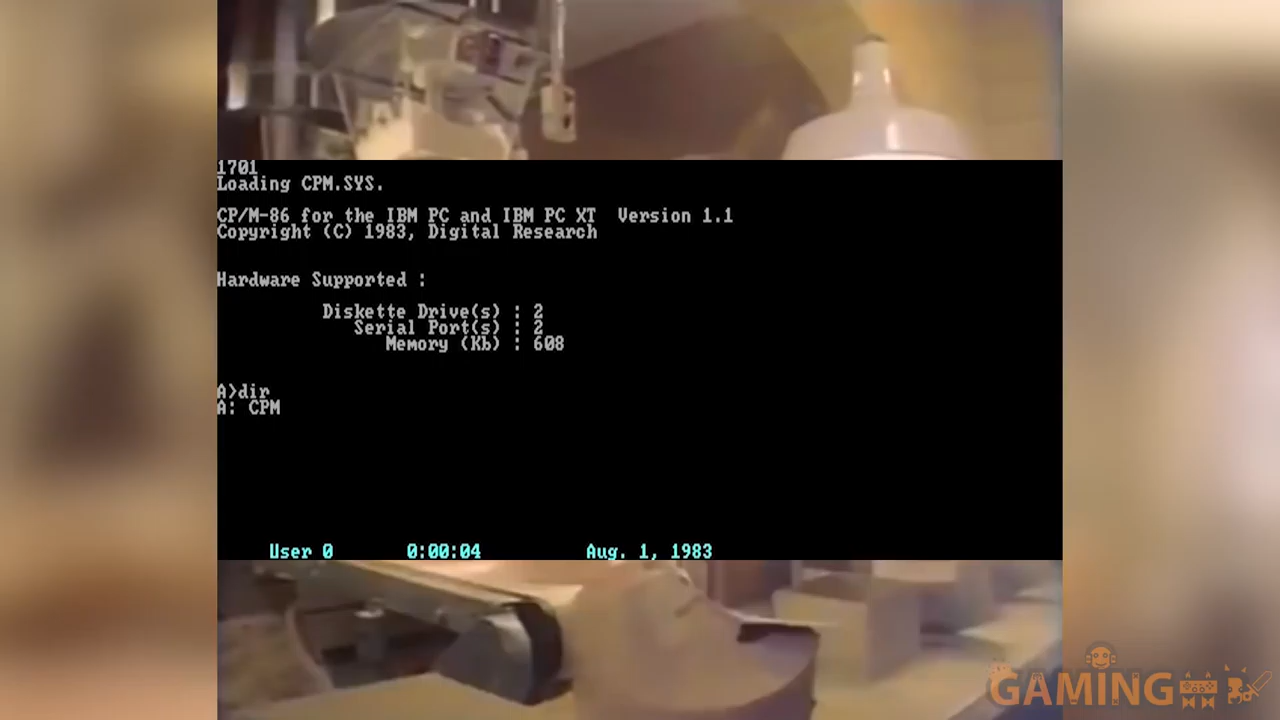 1701
Loading CPM.SYS.
CP/M-86 for the IBM PC and IBM PC XT  Version 1.1
Copyright (C) 1983, Digital Research
Hardware Supported :
Diskette Drive(s) : 2
Serial Port(s) : 2
Memory (Kb) : 608
A>dir
A: CPM
User 0 0:00:04 Aug. 1, 1983
GAMING